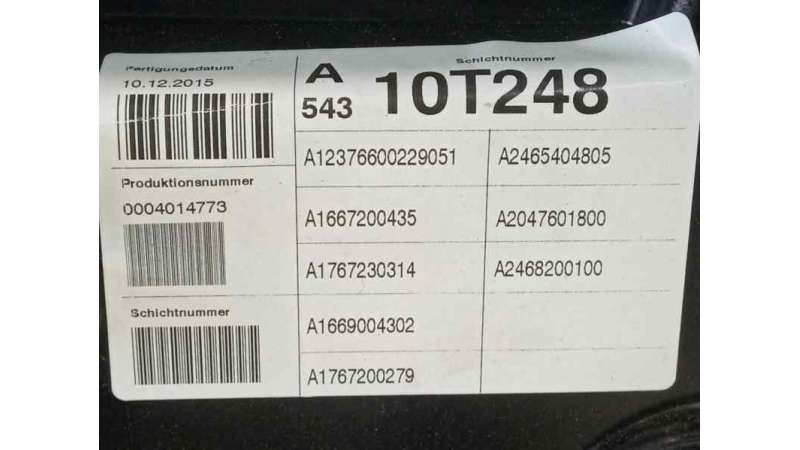 Fertigungsdatum
10.12.2015
Produktionsnummer
0004014773
Schichtnummer
A
543
Schichtnummer
10T248
A12376600229051
A2465404805
A1667200435
A2047601800
A1767230314
A2468200100
A1669004302
A1767200279